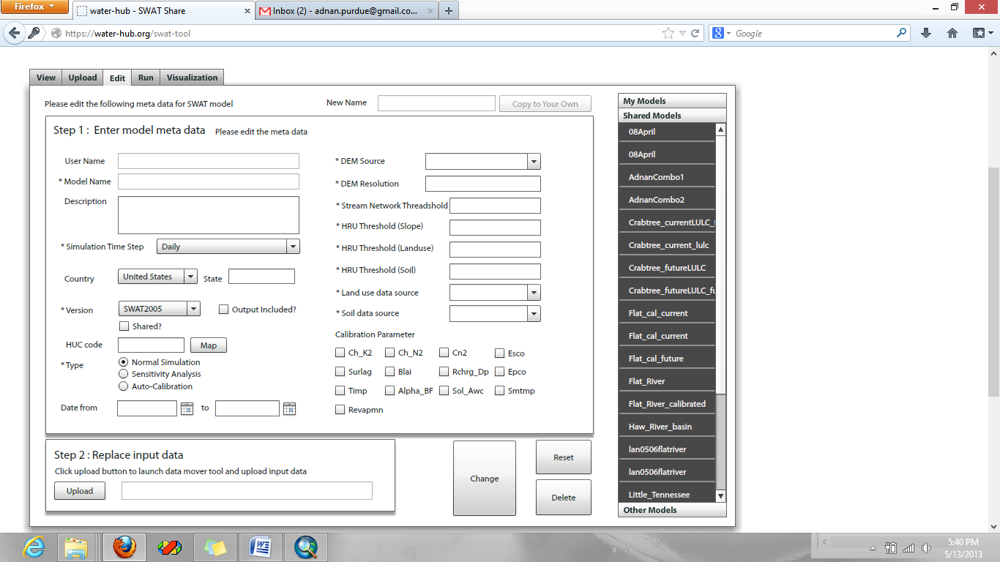 Firefox
water-hub - SWAT Share
Inbox (2) - adnan.purdue@gmail.co...
https://water-hub.org/swat-tool
Google
View
Upload
Edit
Run
Visualization
Please edit the following meta data for SWAT model
New Name
Copy to Your Own
Step 1 : Enter model meta data
Please edit the meta data
User Name
* Model Name
Description
* Simulation Time Step
Daily
Country
United States
State
* Version
SWAT2005
Output Included?
Shared?
HUC code
Map
* Type
Normal Simulation
Sensitivity Analysis
Auto-Calibration
Date from
to
* DEM Source
* DEM Resolution
* Stream Network Threadshold
* HRU Threshold (Slope)
* HRU Threshold (Landuse)
* HRU Threshold (Soil)
* Land use data source
* Soil data source
Calibration Parameter
Ch_K2
Ch_N2
Cn2
Esco
Surlag
Blai
Rchrg_Dp
Epco
Timp
Alpha_BF
Sol_Awc
Smtmp
Revapmn
Step 2 : Replace input data
Click upload button to launch data mover tool and upload input data
Upload
Change
Reset
Delete
My Models
Shared Models
08April
08April
AdnanCombo1
AdnanCombo2
Crabtree_currentLULC_
Crabtree_current_lulc
Crabtree_futureLULC
Crabtree_futureLULC_fu
Flat_cal_current
Flat_cal_current
Flat_cal_future
Flat_River
Flat_River_calibrated
Haw_River_basin
lan0506flatriver
lan0506flatriver
Little_Tennessee
Other Models
5:40 PM
5/13/2013